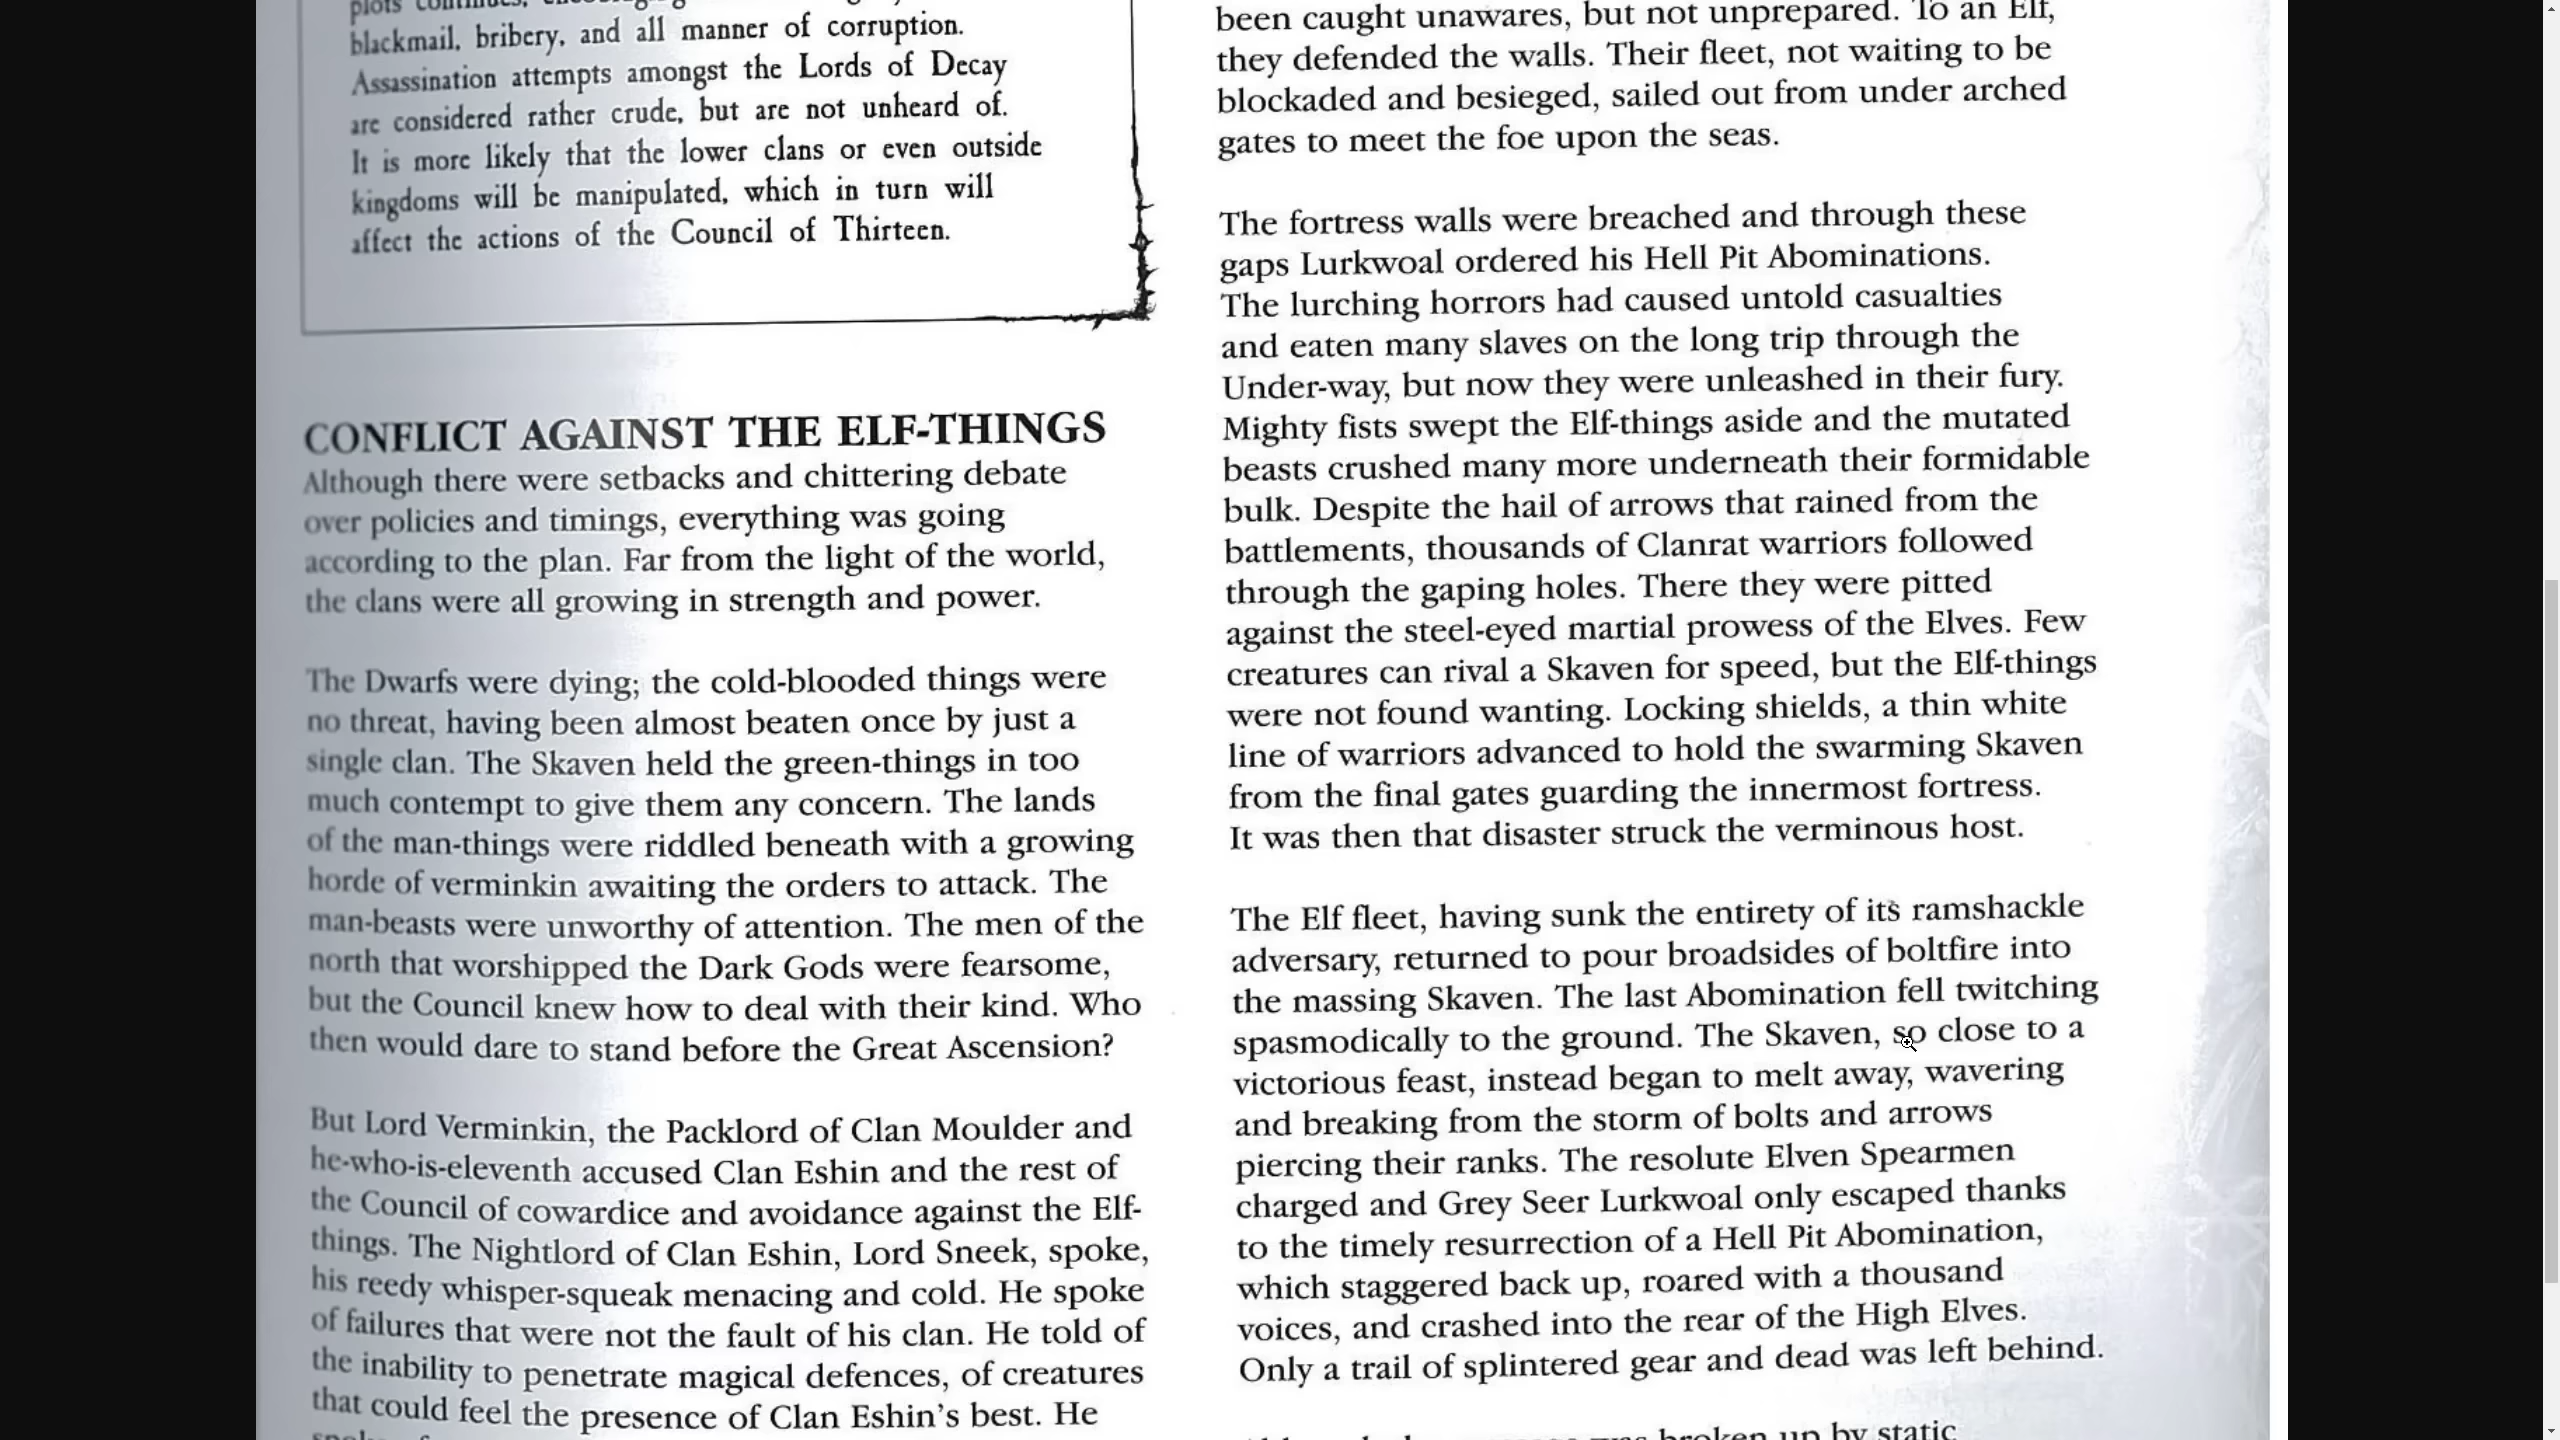 blackmail, bribery, and all manner of corruption.
Assassination attempts amongst the Lords of Decay
are considered rather crude, but are not unheard of.
It is more likely that the lower clans or even outside
kingdoms will be manipulated, which in turn will
affect the actions of the Council of Thirteen.
CONFLICT AGAINST THE ELF-THINGS
Although there were setbacks and chittering debate
over policies and timings, everything was going
according to the plan. Far from the light of the world,
the clans were all growing in strength and power.
The Dwarfs were dying; the cold-blooded things were
no threat, having been almost beaten once by just a
single clan. The Skaven held the green-things in too
much contempt to give them any concern. The lands
of the man-things were riddled beneath with a growing
horde of verminkin awaiting the orders to attack. The
man-beasts were unworthy of attention. The men of the
north that worshipped the Dark Gods were fearsome,
but the Council knew how to deal with their kind. Who
then would dare to stand before the Great Ascension?
But Lord Verminkin, the Packlord of Clan Moulder and
he-who-is-eleventh accused Clan Eshin and the rest of
the Council of cowardice and avoidance against the Elf-
things. The Nightlord of Clan Eshin, Lord Sneek, spoke,
his reedy whisper-squeak menacing and cold. He spoke
of failures that were not the fault of his clan. He told of
the inability to penetrate magical defences, of creatures
that could feel the presence of Clan Eshin's best. He
been caught unawares, but not unprepared. To an Elf,
they defended the walls. Their fleet, not waiting to be
blockaded and besieged, sailed out from under arched
gates to meet the foe upon the seas.
The fortress walls were breached and through these
gaps Lurkwoal ordered his Hell Pit Abominations.
The lurching horrors had caused untold casualties
and eaten many slaves on the long trip through the
Under-way, but now they were unleashed in their fury.
Mighty fists swept the Elf-things aside and the mutated
beasts crushed many more underneath their formidable
bulk. Despite the hail of arrows that rained from the
battlements, thousands of Clanrat warriors followed
through the gaping holes. There they were pitted
against the steel-eyed martial prowess of the Elves. Few
creatures can rival a Skaven for speed, but the Elf-things
were not found wanting. Locking shields, a thin white
line of warriors advanced to hold the swarming Skaven
from the final gates guarding the innermost fortress.
It was then that disaster struck the verminous host.
The Elf fleet, having sunk the entirety of its ramshackle
adversary, returned to pour broadsides of boltfire into
the massing Skaven. The last Abomination fell twitching
spasmodically to the ground. The Skaven, so close to a
victorious feast, instead began to melt away, wavering
and breaking from the storm of bolts and arrows
piercing their ranks. The resolute Elven Spearmen
charged and Grey Seer Lurkwoal only escaped thanks
to the timely resurrection of a Hell Pit Abomination,
which staggered back up, roared with a thousand
voices, and crashed into the rear of the High Elves.
Only a trail of splintered gear and dead was left behind.
broken up by static